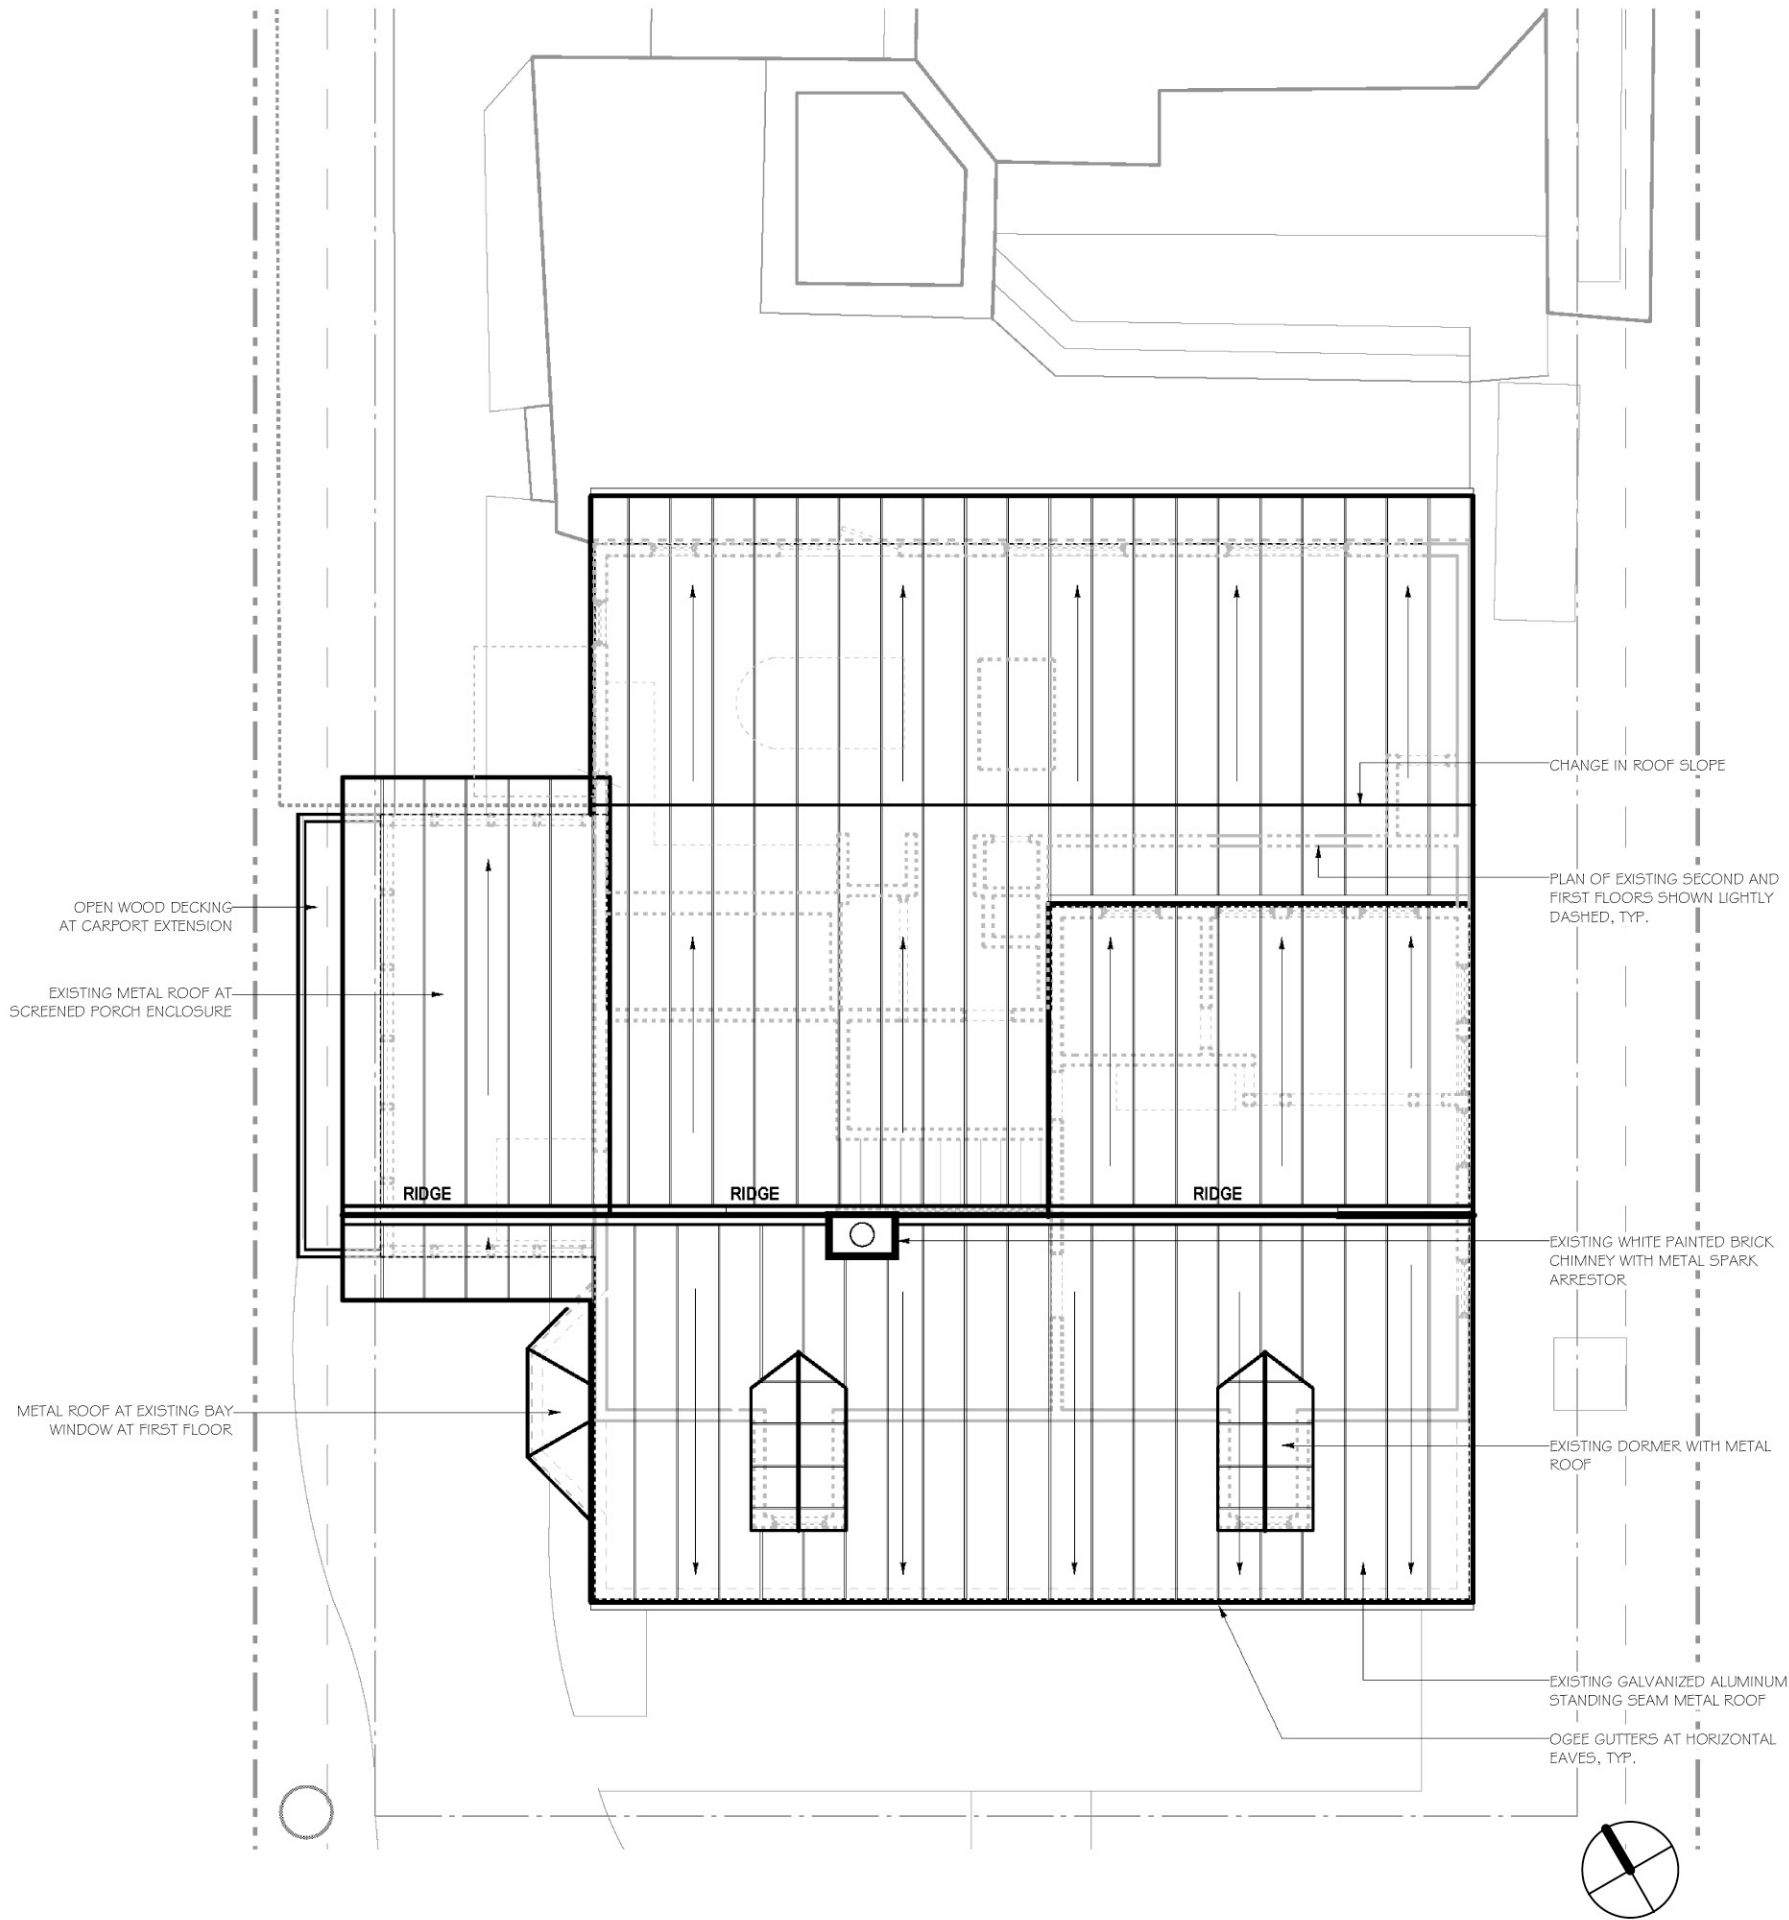 CHANGE IN ROOF SLOPE
PLAN OF EXISTING SECOND AND
FIRST FLOORS SHOWN LIGHTLY
DASHED, TYP.
OPEN WOOD DECKING
AT CARPORT EXTENSION
EXISTING METAL ROOF AT
SCREENED PORCH ENCLOSURE
RIDGE
RIDGE
RIDGE
EXISTING WHITE PAINTED BRICK
CHIMNEY WITH METAL SPARK
ARRESTOR
METAL ROOF AT EXISTING BAY
WINDOW AT FIRST FLOOR
EXISTING DORMER WITH METAL
ROOF
EXISTING GALVANIZED ALUMINUM
STANDING SEAM METAL ROOF
OGEE GUTTERS AT HORIZONTAL
EAVES, TYP.